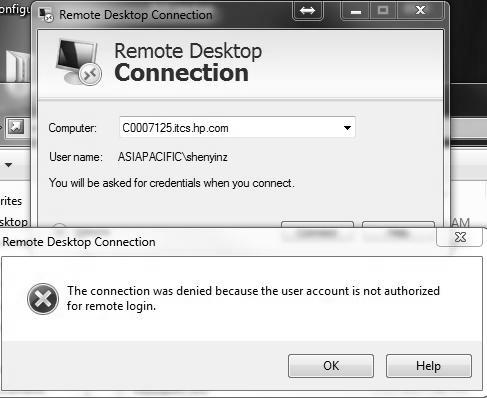 onfigu
Remote Desktop Connection
Remote Desktop
Connection
Computer: C0007125.itcs.hp.com
User name: ASIAPACIFIC\shenyinz
You will be asked for credentials when you connect.
rites
sktop
AM
Remote Desktop Connection
The connection was denied because the user account is not authorized
for remote login.
OK Help